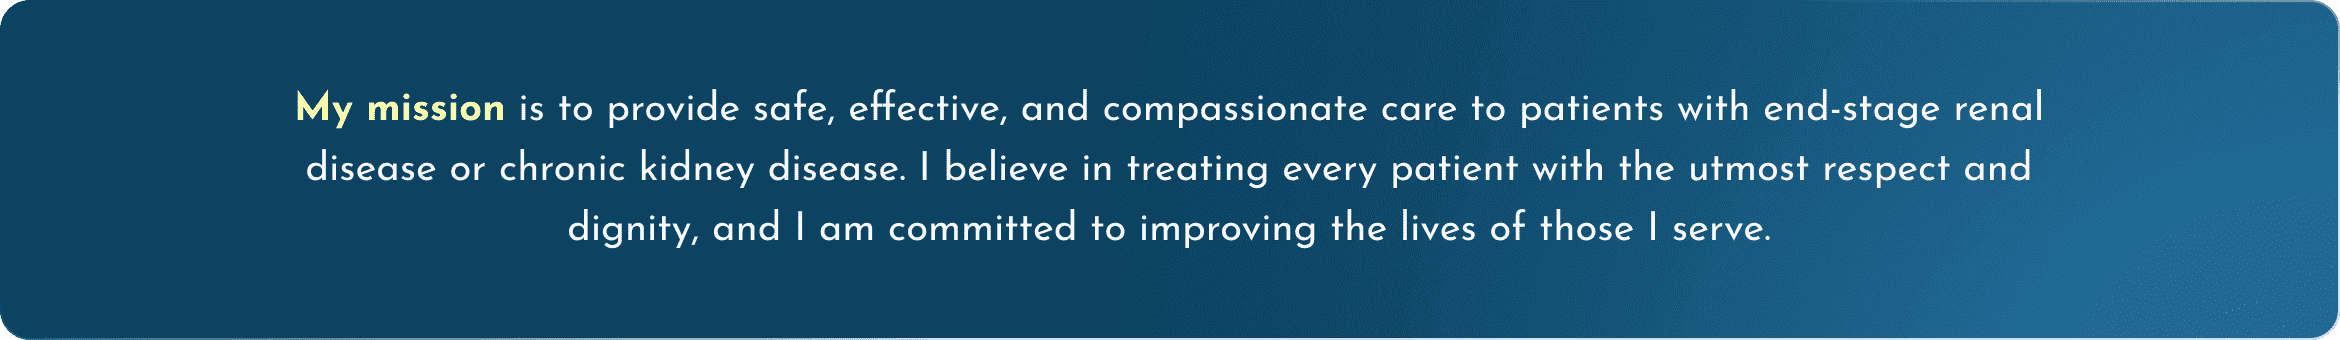 My mission is to provide safe, effective, and compassionate care to patients with end-stage renal
disease or chronic kidney disease. I believe in treating every patient with the utmost respect and
dignity, and I am committed to improving the lives of those I serve.